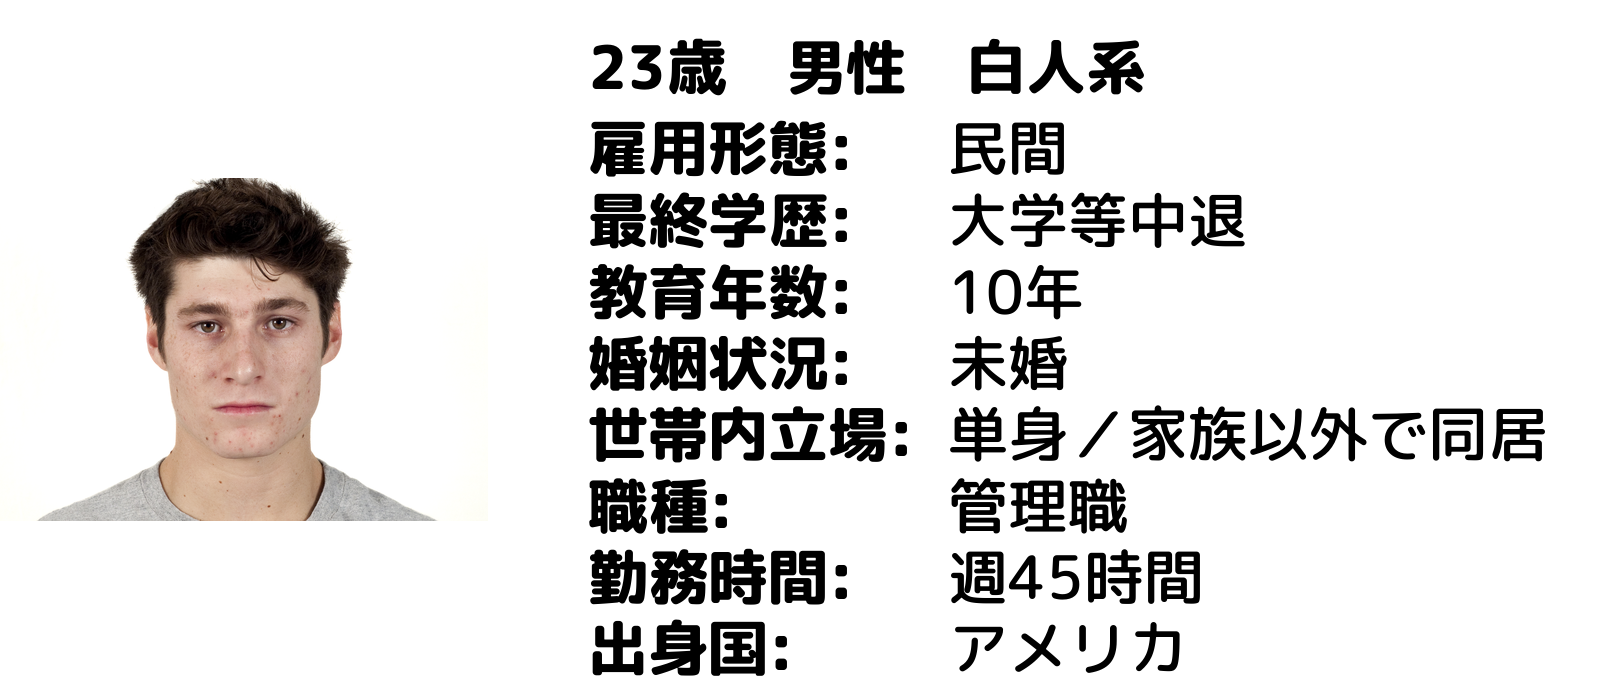 23歳　男性　白人系
雇用形態:　民間
最終学歴:　大学等中退
教育年数:　10年
婚姻状況:　未婚
世帯内立場:　単身／家族以外で同居
職種:　管理職
勤務時間:　週45時間
出身国:　アメリカ